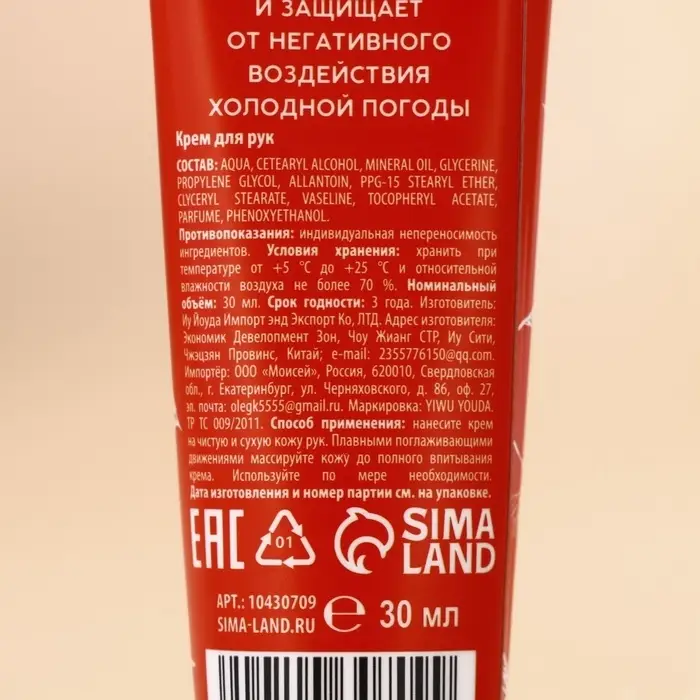 И ЗАЩИЩАЕТ
ОТ НЕГАТИВНОГО
ВОЗДЕЙСТВИЯ
ХОЛОДНОЙ ПОГОДЫ
Крем для рук
СОСТАВ: AQUA, CETEARYL ALCOHOL, MINERAL OIL, GLYCERINE,
PROPYLENE GLYCOL, ALLANTOIN, PPG-15 STEARYL ETHER,
CLYCERYL STEARATE, VASELINE, TOCOPHERYL ACETATE,
PARFUME, PHENOXYETHANOL.
Противопоказания: индивидуальная непереносимость
ингредиентов. Условия хранения: хранить при
температуре от +5 °C до +25 °C и относительной
влажности воздуха не более 70 %. Номинальный
объём: 30 мл. Срок годности: 3 года. Изготовитель:
Иу Йоуда Импорт энд Экспорт Ко, ЛТД. Адрес изготовителя:
Экономик Девелопмент Зон, Чоу Жианг СТР, Иу Сити,
Чжэцзян Провинс, Китай; e-mail: 2355776150@qq.com.
Импортёр: ООО «Моисей», Россия, 620010, Свердловская
обл., г. Екатеринбург, ул. Черняховского, д. 86, оф. 27,
эл. почта: olegk5555@gmail.ru. Маркировка: YIWU YOUDA.
ТР ТС 009/2011. Способ применения: нанесите крем
на чистую и сухую кожу рук. Плавными поглаживающими
движениями массируйте кожу до полного впитывания
крема. Используйте по мере необходимости.
Дата изготовления и номер партии см. на упаковке.
EAC 01 SIMA
LAND
АРТ.: 10430709
SIMA-LAND.RU
e 30 мл